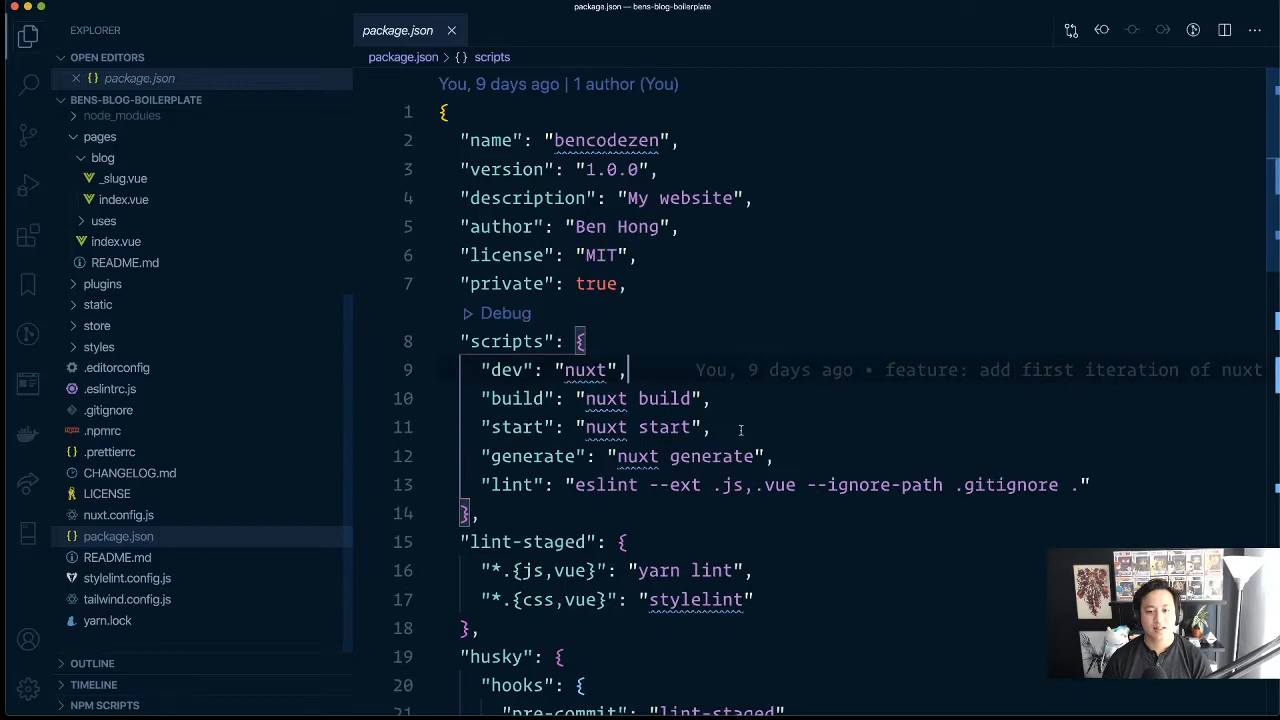 package.json — bens-blog-boilerplate
EXPLORER
OPEN EDITORS
package.json
BENS-BLOG-BOILERPLATE
node_modules
pages
blog
_slug.vue
index.vue
uses
index.vue
README.md
plugins
static
store
styles
.editorconfig
.eslintrc.js
.gitignore
.npmrc
.prettierrc
CHANGELOG.md
LICENSE
nuxt.config.js
package.json
README.md
stylelint.config.js
tailwind.config.js
yarn.lock
OUTLINE
TIMELINE
NPM SCRIPTS
package.json
package.json > {} scripts
You, 9 days ago | 1 author (You)
1 {
2 "name": "bencodezen",
3 "version": "1.0.0",
4 "description": "My website",
5 "author": "Ben Hong",
6 "license": "MIT",
7 "private": true,
Debug
8 "scripts": {
9 "dev": "nuxt", You, 9 days ago • feature: add first iteration of nuxt
10 "build": "nuxt build",
11 "start": "nuxt start",
12 "generate": "nuxt generate",
13 "lint": "eslint --ext .js,.vue --ignore-path .gitignore ."
14 },
15 "lint-staged": {
16 "*.{js,vue}": "yarn lint",
17 "*.{css,vue}": "stylelint"
18 },
19 "husky": {
20 "hooks": {
21 "pre-commit": "lint-staged"